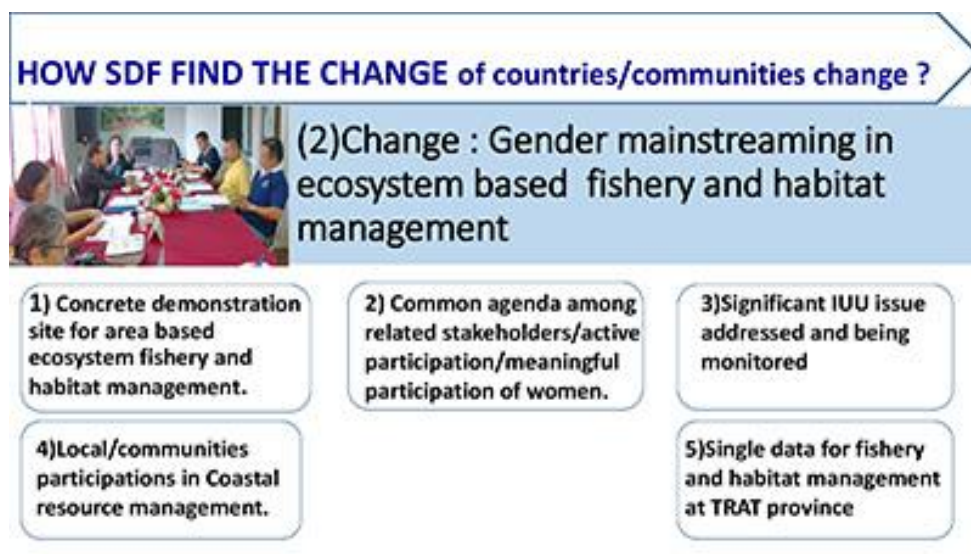 HOW SDF FIND THE CHANGE of countries/communities change ?
(2)Change : Gender mainstreaming in
ecosystem based fishery and habitat
management
1) Concrete demonstration
site for area based
ecosystem fishery and
habitat management.
2) Common agenda among
related stakeholders/active
participation/meaningful
participation of women.
3)Significant IUU issue
addressed and being
monitored
4)Local/communities
participations in Coastal
resource management.
5)Single data for fishery
and habitat management
at TRAT province